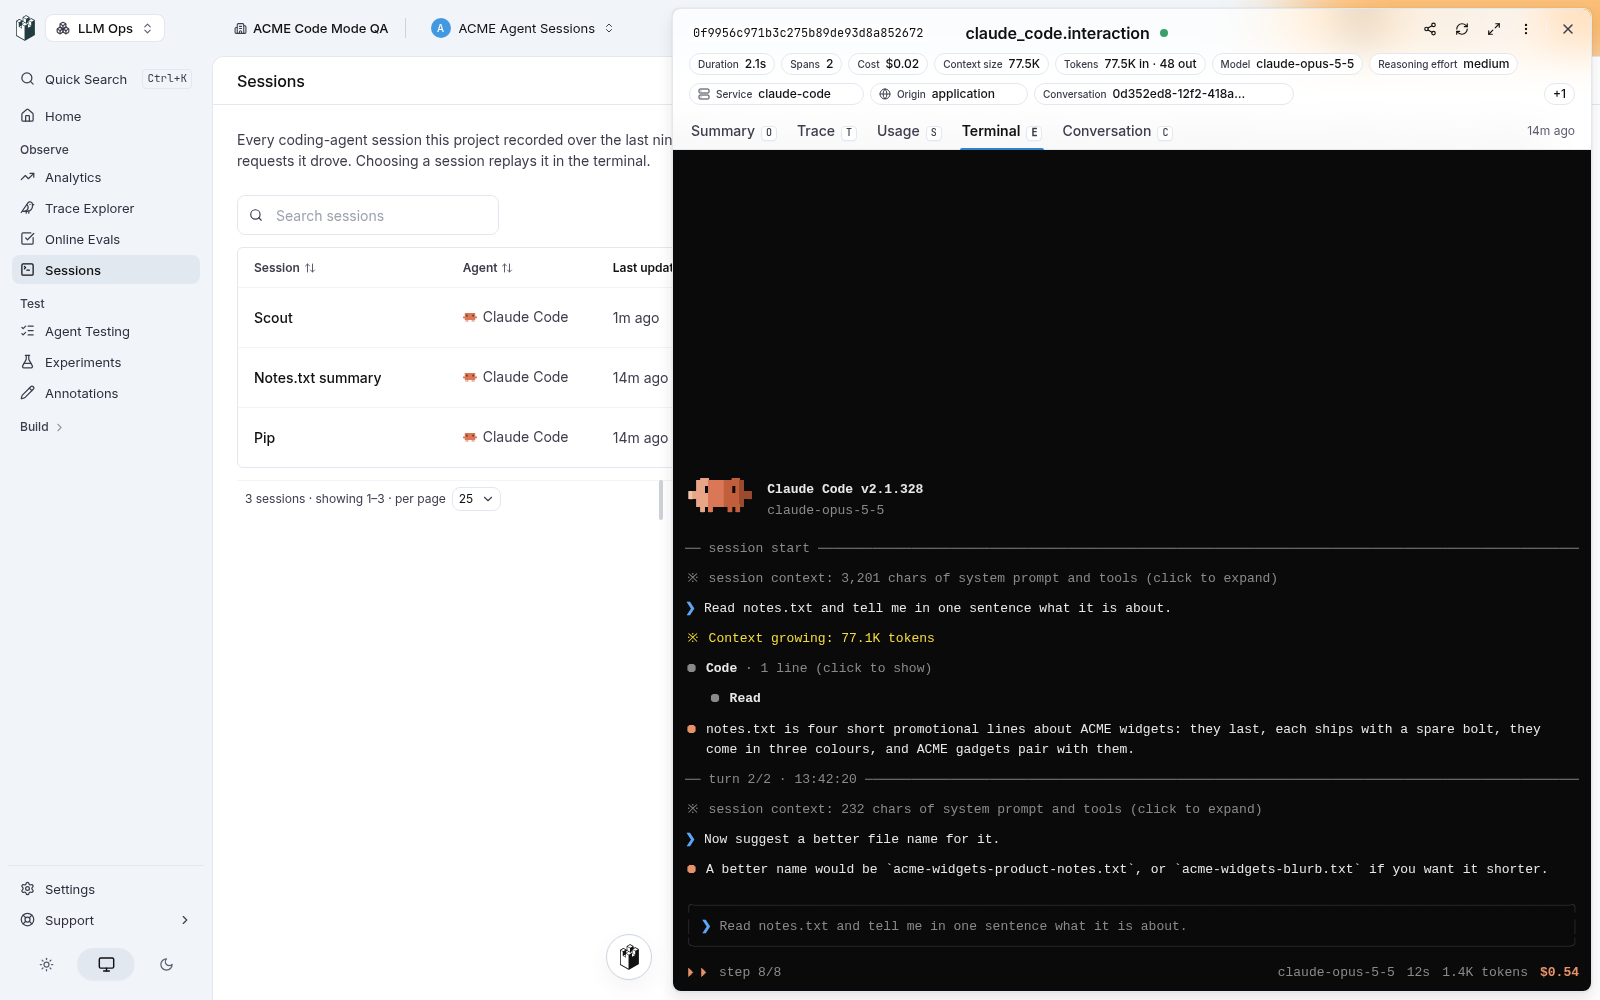 LLM Ops
ACME Code Mode QA
A
ACME Agent Sessions
Quick Search Ctrl+K
Home
Observe
Analytics
Trace Explorer
Online Evals
Sessions
Test
Agent Testing
Experiments
Annotations
Build
Settings
Support
Sessions
Every coding-agent session this project recorded over the last nin
requests it drove. Choosing a session replays it in the terminal.
Search sessions
Session Agent Last updat
Scout Claude Code 1m ago
Notes.txt summary Claude Code 14m ago
Pip Claude Code 14m ago
3 sessions · showing 1–3 · per page 25
0f9956c971b3c275b89de93d8a852672 claude_code.interaction
Duration 2.1s Spans 2 Cost $0.02 Context size 77.5K Tokens 77.5K in · 48 out Model claude-opus-5-5 Reasoning effort medium
Service claude-code Origin application Conversation 0d352ed8-12f2-418a... +1
Summary O Trace T Usage S Terminal E Conversation C 14m ago
Claude Code v2.1.328
claude-opus-5-5
session start
※ session context: 3,201 chars of system prompt and tools (click to expand)
❯ Read notes.txt and tell me in one sentence what it is about.
※ Context growing: 77.1K tokens
Code · 1 line (click to show)
Read
notes.txt is four short promotional lines about ACME widgets: they last, each ships with a spare bolt, they
come in three colours, and ACME gadgets pair with them.
turn 2/2 · 13:42:20
※ session context: 232 chars of system prompt and tools (click to expand)
❯ Now suggest a better file name for it.
A better name would be `acme-widgets-product-notes.txt`, or `acme-widgets-blurb.txt` if you want it shorter.
❯ Read notes.txt and tell me in one sentence what it is about.
step 8/8 claude-opus-5-5 12s 1.4K tokens $0.54